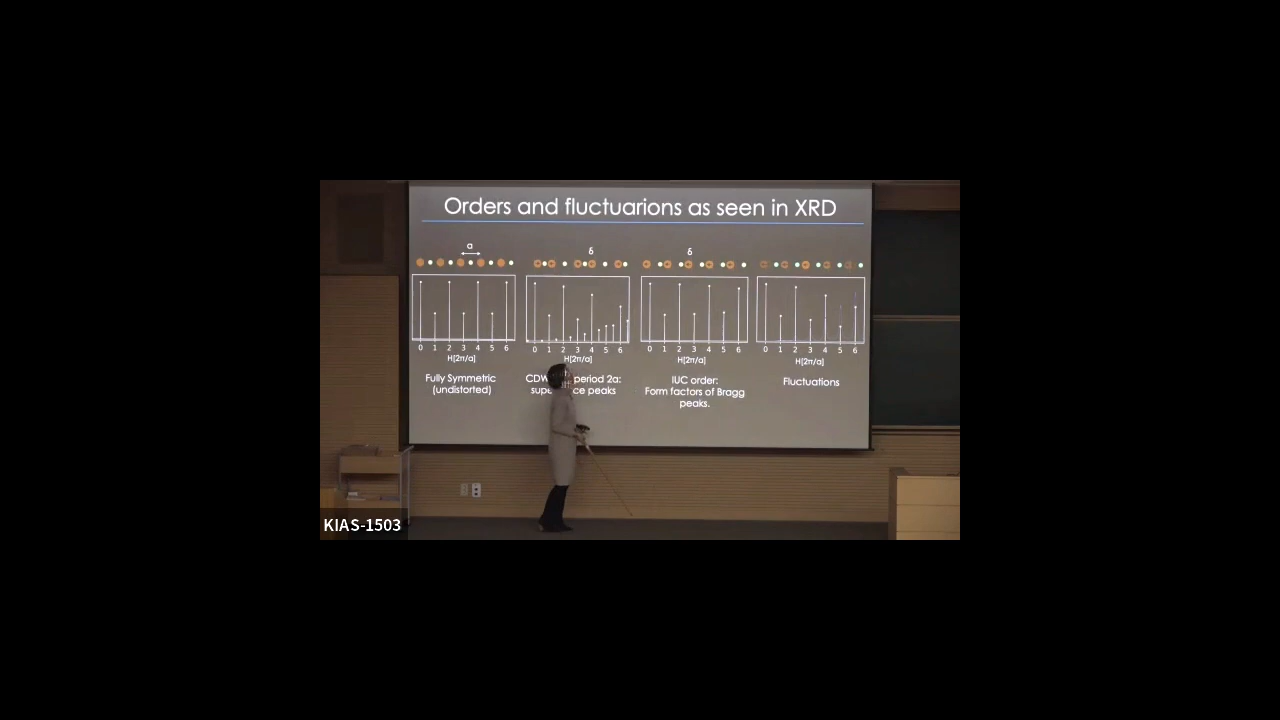 Orders and fluctuarions as seen in XRD
a
δ
δ
0 1 2 3 4 5 6
H[2π/a]
0 1 2 3 4 5 6
H[2π/a]
0 1 2 3 4 5 6
H[2π/a]
0 1 2 3 4 5 6
H[2π/a]
Fully Symmetric
(undistorted)
period 2a:
peaks
IUC order:
Form factors of Bragg
peaks.
Fluctuations
KIAS-1503